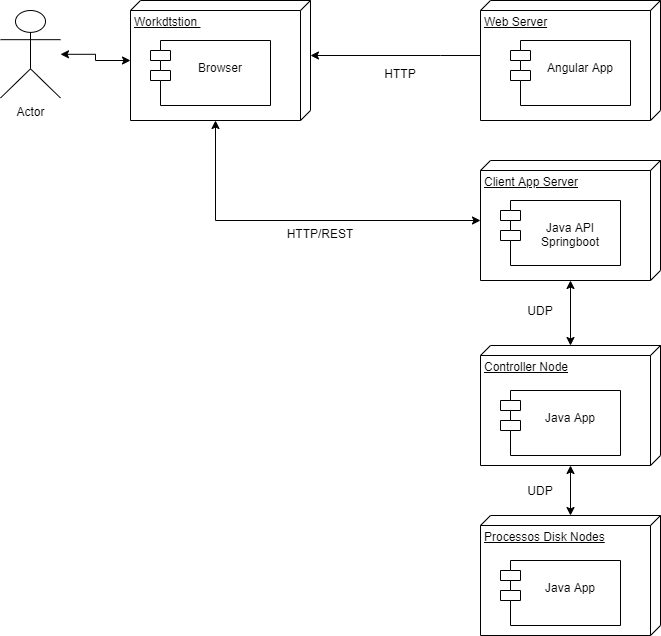 Workdtstion
Browser
Actor
HTTP
Web Server
Angular App
HTTP/REST
Client App Server
Java API
Springboot
UDP
Controller Node
Java App
UDP
Processos Disk Nodes
Java App